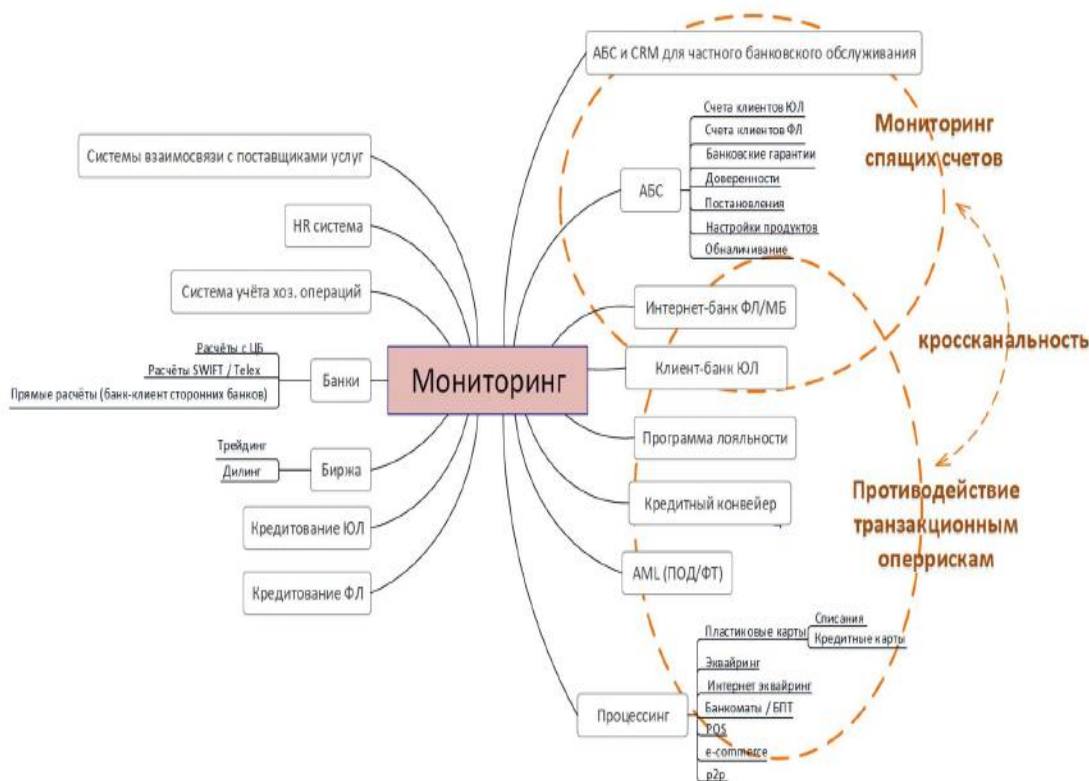 АБС и CRM для частного банковского обслуживания
Счета клиентов ЮЛ
Счета клиентов ФЛ
Банковские гарантии
АБС
Доверенности
Постановления
Настройки продуктов
Обналичивание
Мониторинг
спящих счетов
Системы взаимосвязи с поставщиками услуг
HR система
Система учёта хоз. операций
Интернет-банк ФЛ/МБ
кроссканальность
Расчёты с ЦБ
Расчёты SWIFT / Telex
Прямые расчёты (банк-клиент сторонних банков)
Банки
Мониторинг
Клиент-банк ЮЛ
Программа лояльности
Трейдинг
Дилинг
Биржа
Кредитный конвейер
Противодействие
транзакционным
оперрискам
Кредитование ЮЛ
AML (ПОД/ФТ)
Кредитование ФЛ
Списания
Пластиковые карты
Кредитные карты
Эквайринг
Интернет эквайринг
Процессинг
Банкоматы / БПТ
POS
e-commerce
p2p